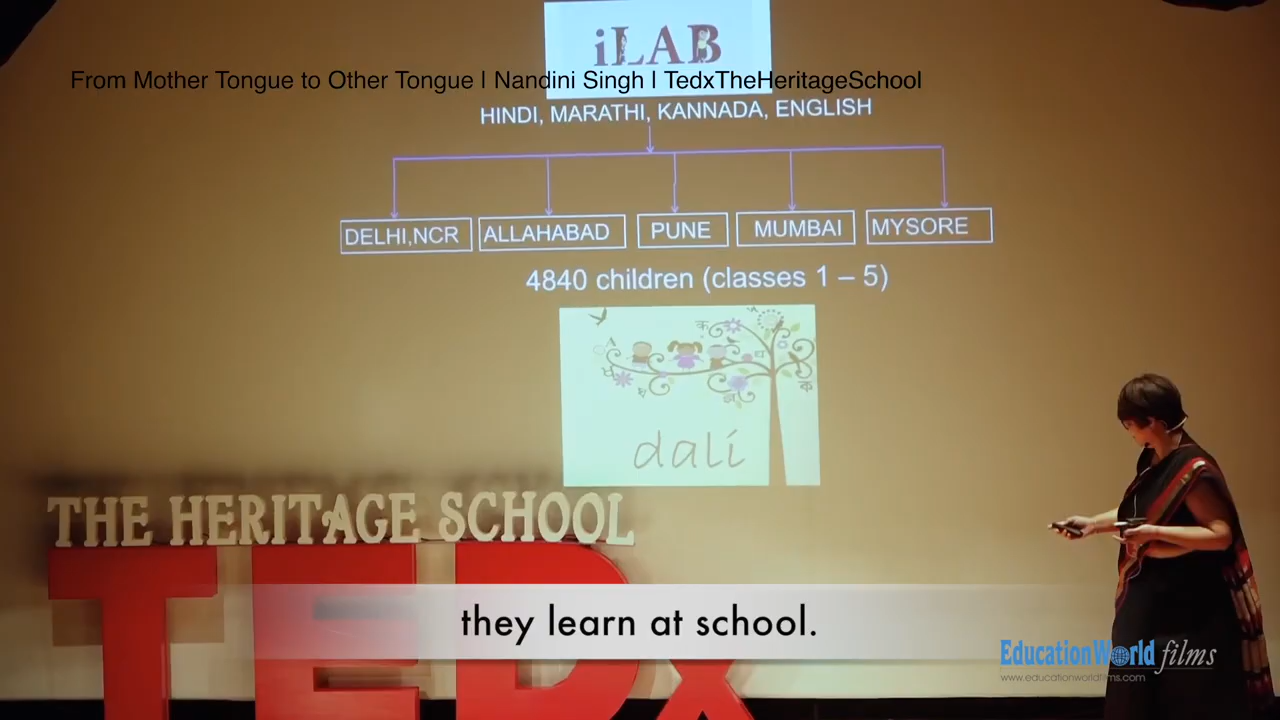 iLAB
From Mother Tongue to Other Tongue | Nandini Singh | TedxTheHeritageSchool
HINDI, MARATHI, KANNADA, ENGLISH
DELHI,NCR
ALLAHABAD
PUNE
MUMBAI
MYSORE
4840 children (classes 1 – 5)
dali
THE HERITAGE SCHOOL
TEDx
they learn at school.
EducationWorld films
www.educationworldfilms.com